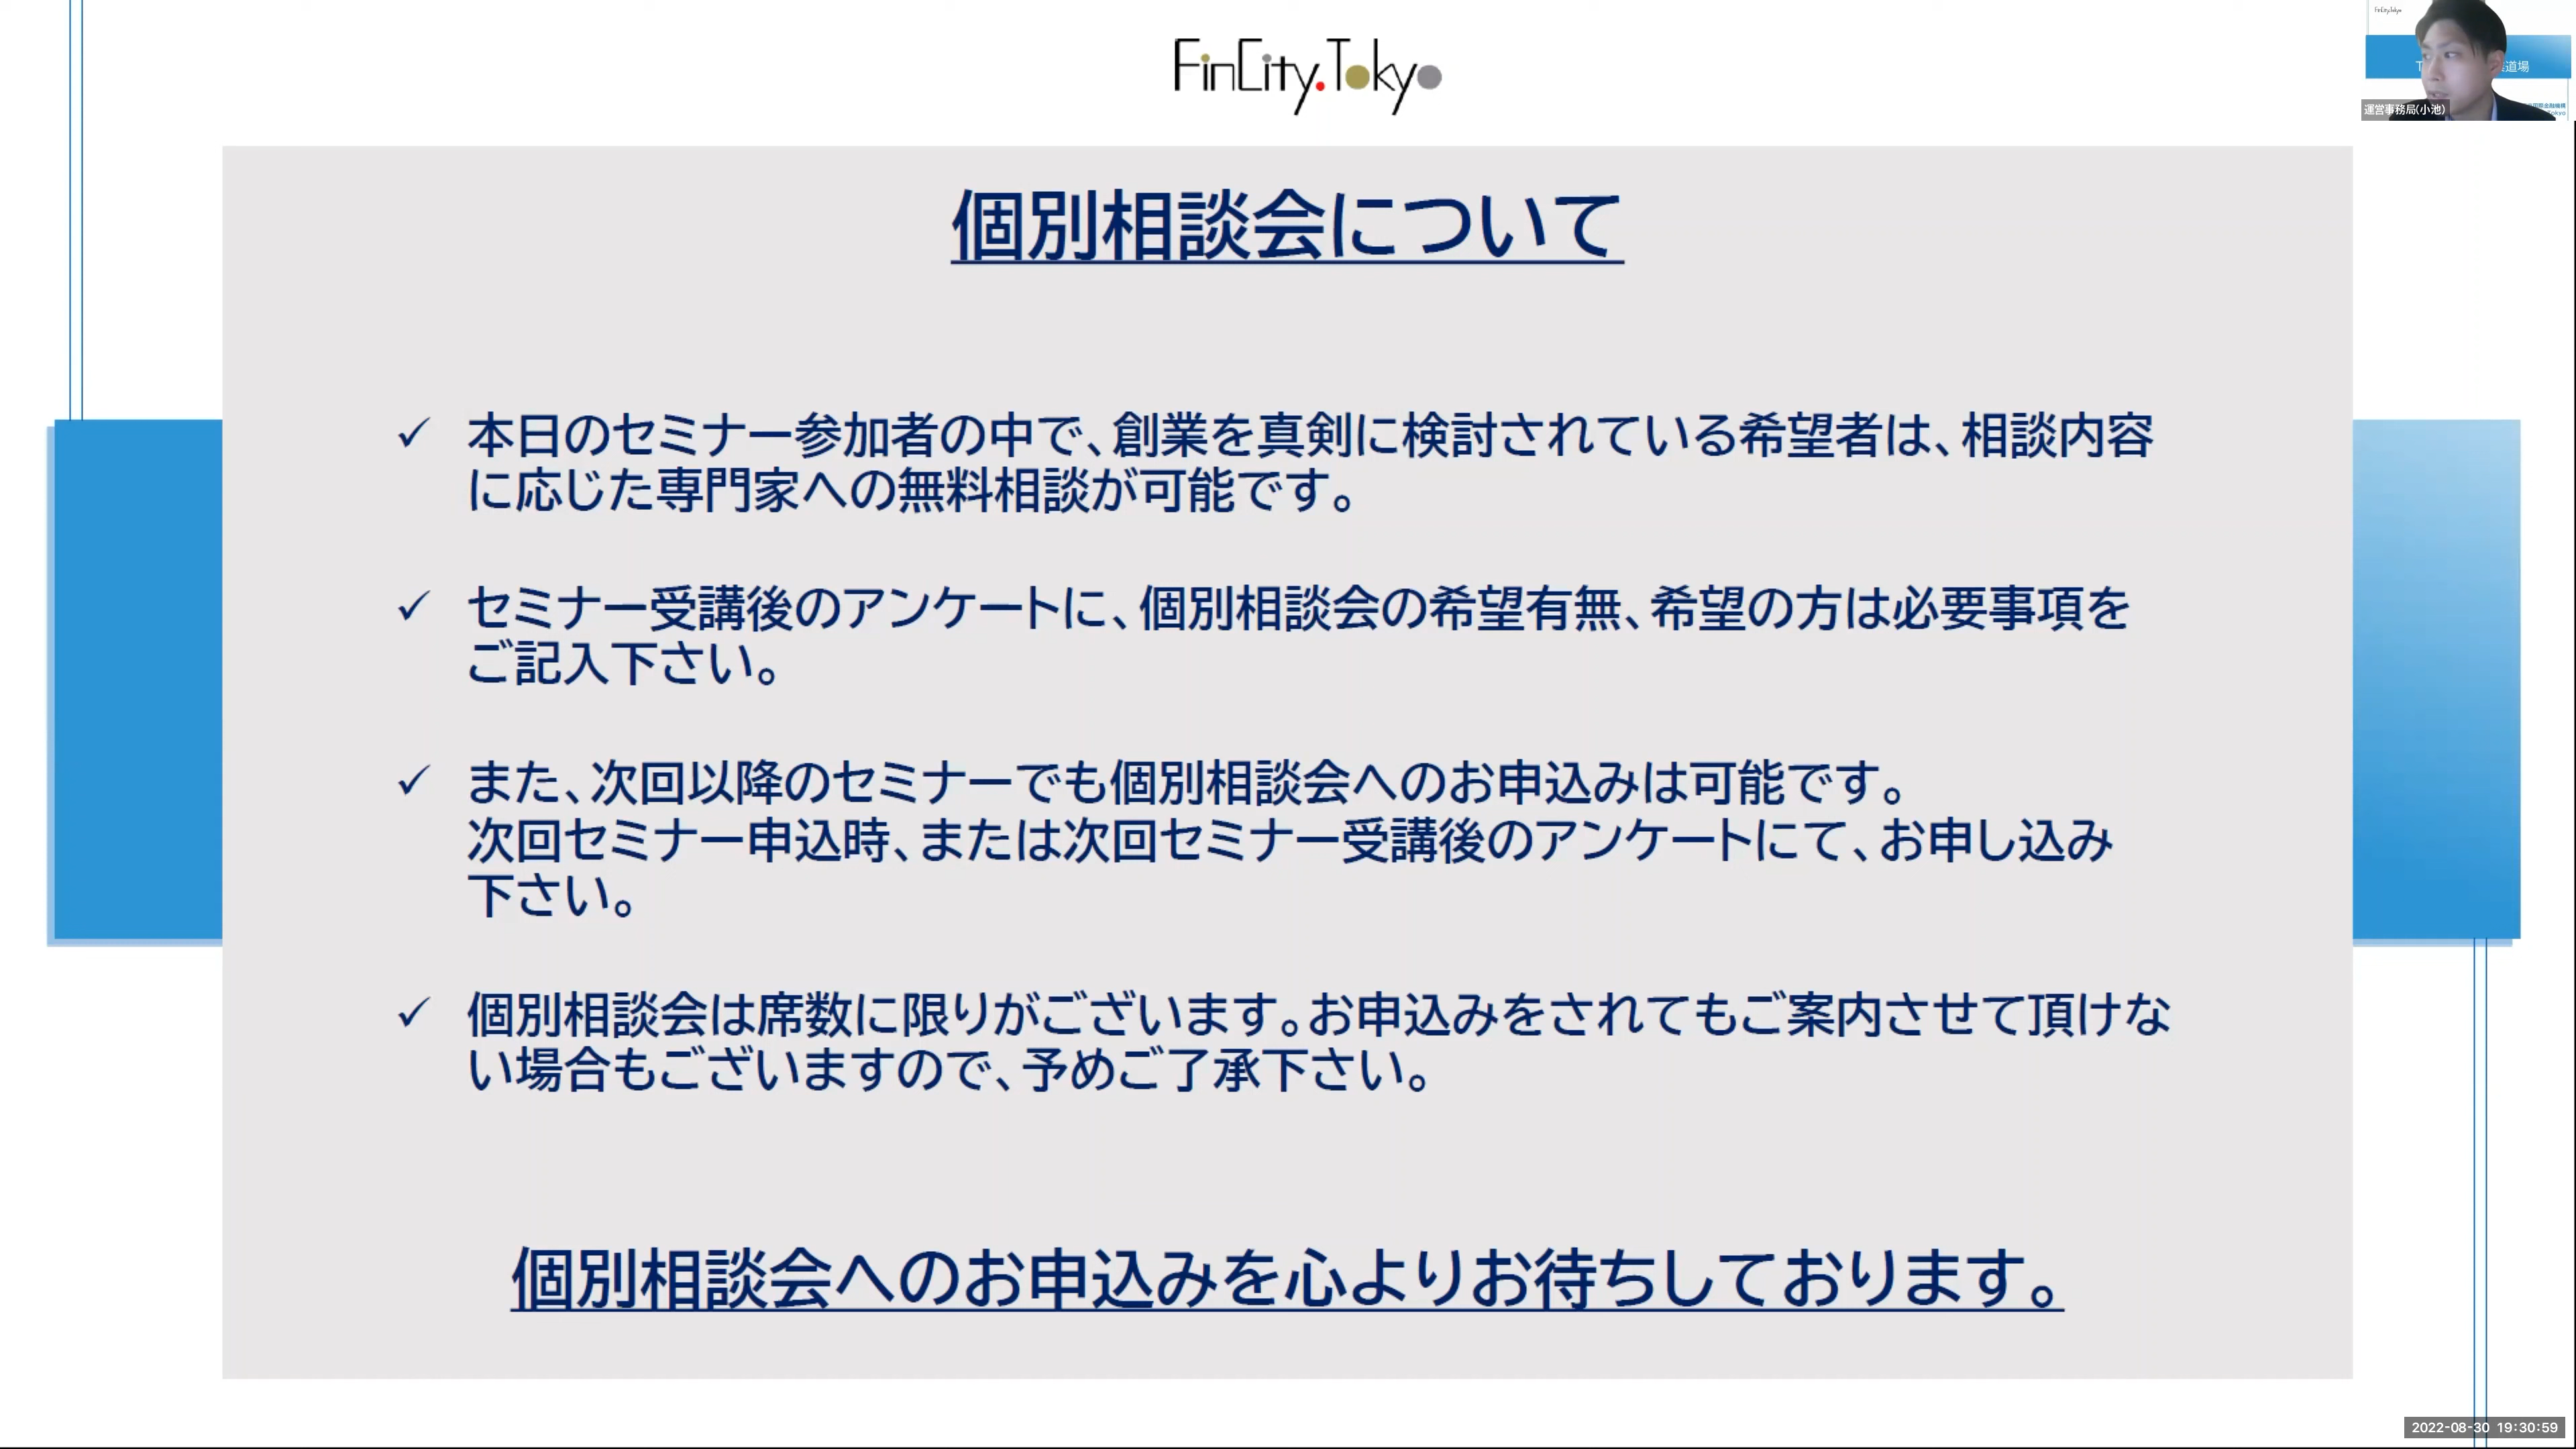 FinCity.Tokyo
個別相談会について
✓ 本日のセミナー参加者の中で、創業を真剣に検討されている希望者は、相談内容
に応じた専門家への無料相談が可能です。
✓ セミナー受講後のアンケートに、個別相談会の希望有無、希望の方は必要事項を
ご記入下さい。
✓ また、次回以降のセミナーでも個別相談会へのお申込みは可能です。
次回セミナー申込時、または次回セミナー受講後のアンケートにて、お申し込み
下さい。
✓ 個別相談会は席数に限りがございます。お申込みをされてもご案内させて頂けな
い場合もございますので、予めご了承下さい。
個別相談会へのお申込みを心よりお待ちしております。
FinCity.Tokyo
道場
運営事務局(小池)
2022-08-30 19:30:59